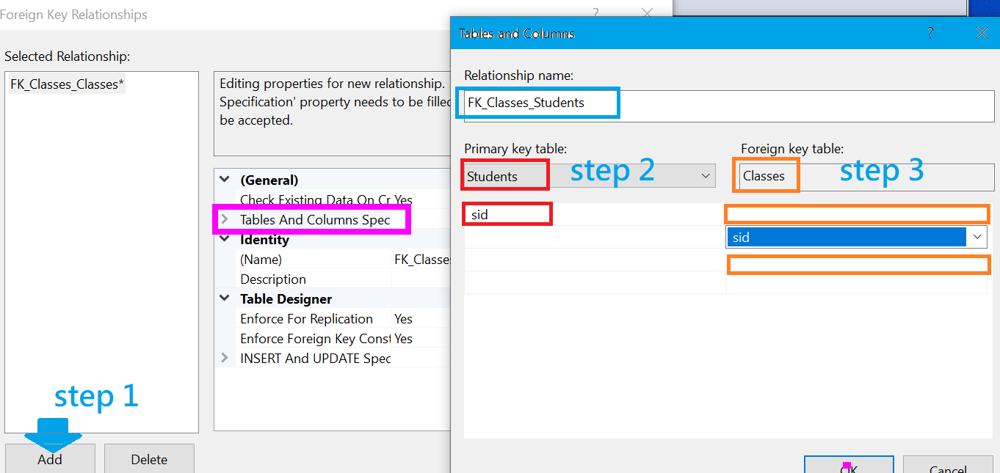 Foreign Key Relationships
?
Selected Relationship:
FK_Classes_Classes*
Editing properties for new relationship.
Specification' property needs to be filled
be accepted.
(General)
Check Existing Data On Cr Yes
Tables And Columns Spec
Identity
(Name) FK_Classes
Description
Table Designer
Enforce For Replication Yes
Enforce Foreign Key Const Yes
INSERT And UPDATE Spec
step 1
Add Delete
Tables and Columns ?
Relationship name:
FK_Classes_Students
Primary key table: Foreign key table:
Students step 2 Classes step 3
sid
sid
OK Cancel